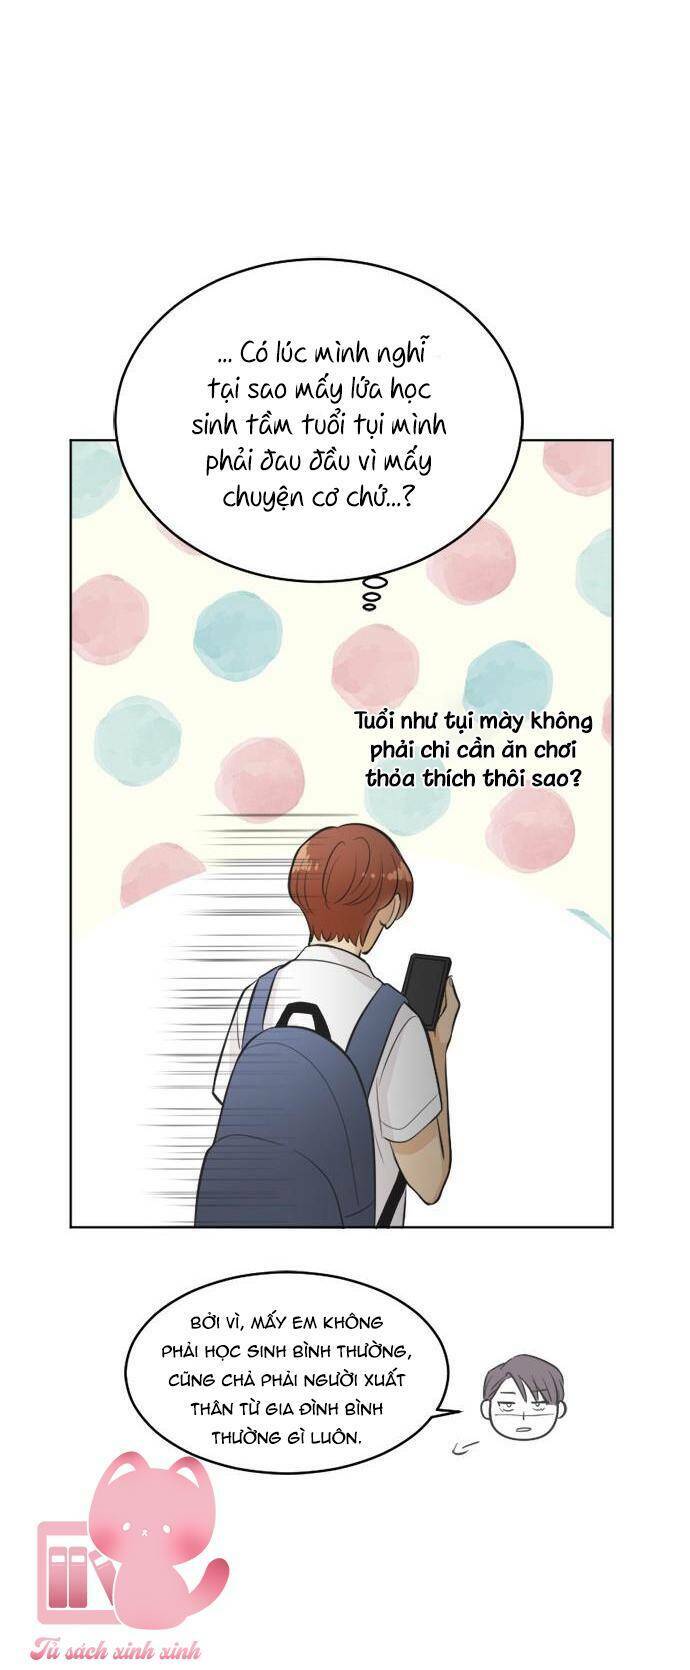 ... Có lúc mình nghĩ
tại sao mấy lứa học
sinh tầm tuổi tụi mình
phải đau đầu vì mấy
chuyện cơ chứ...?
Tuổi như tụi mày không
phải chỉ cần ăn chơi
thỏa thích thôi sao?
BỞI VÌ, MẤY EM KHÔNG
PHẢI HỌC SINH BÌNH THƯỜNG,
CŨNG CHẢ PHẢI NGƯỜI XUẤT
THÂN TỪ GIA ĐÌNH BÌNH
THƯỜNG GÌ LUÔN.
Tủ sách xinh xinh